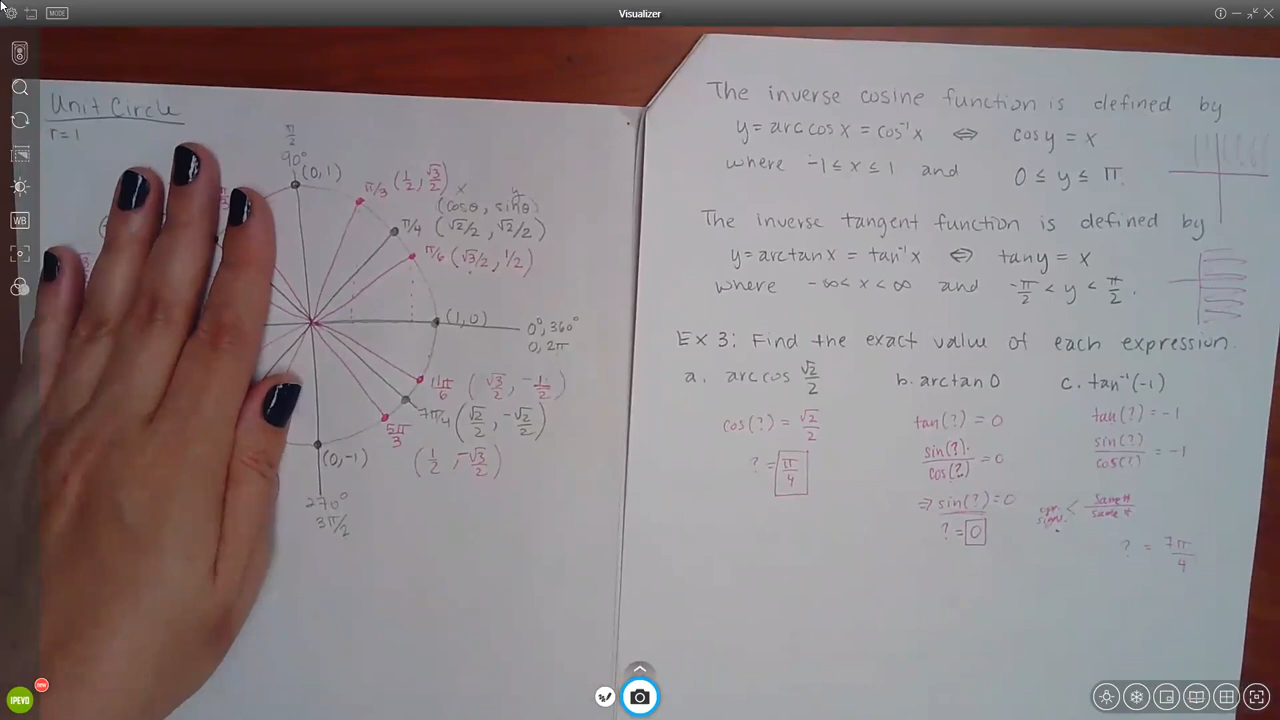 MODE
Visualizer
Unit Circle
r = 1
π/2
90°
(0,1)
π/3 (1/2, √3/2)
x y
(cosθ, sinθ)
π/4 (√2/2, √2/2)
π/6 (√3/2, 1/2)
(1,0)
0°, 360°
0, 2π
11π/6 (√3/2, -1/2)
7π/4 (√2/2, -√2/2)
5π/3
(1/2, -√3/2)
(0,-1)
270°
3π/2
The inverse cosine function is defined by
y = arccos x = cos⁻¹x ⇔ cos y = x
where -1 ≤ x ≤ 1 and 0 ≤ y ≤ π.
The inverse tangent function is defined by
y = arctan x = tan⁻¹x ⇔ tan y = x
where -∞ < x < ∞ and -π/2 < y < π/2.
Ex 3: Find the exact value of each expression.
a. arccos √2/2
cos(?) = √2/2
? = π/4
b. arctan 0
tan(?) = 0
sin(?)/cos(?) = 0
⇒ sin(?) = 0
? = 0
c. tan⁻¹(-1)
tan(?) = -1
sin(?)/cos(?) = -1
same #/same #
? = 7π/4
IPEVO